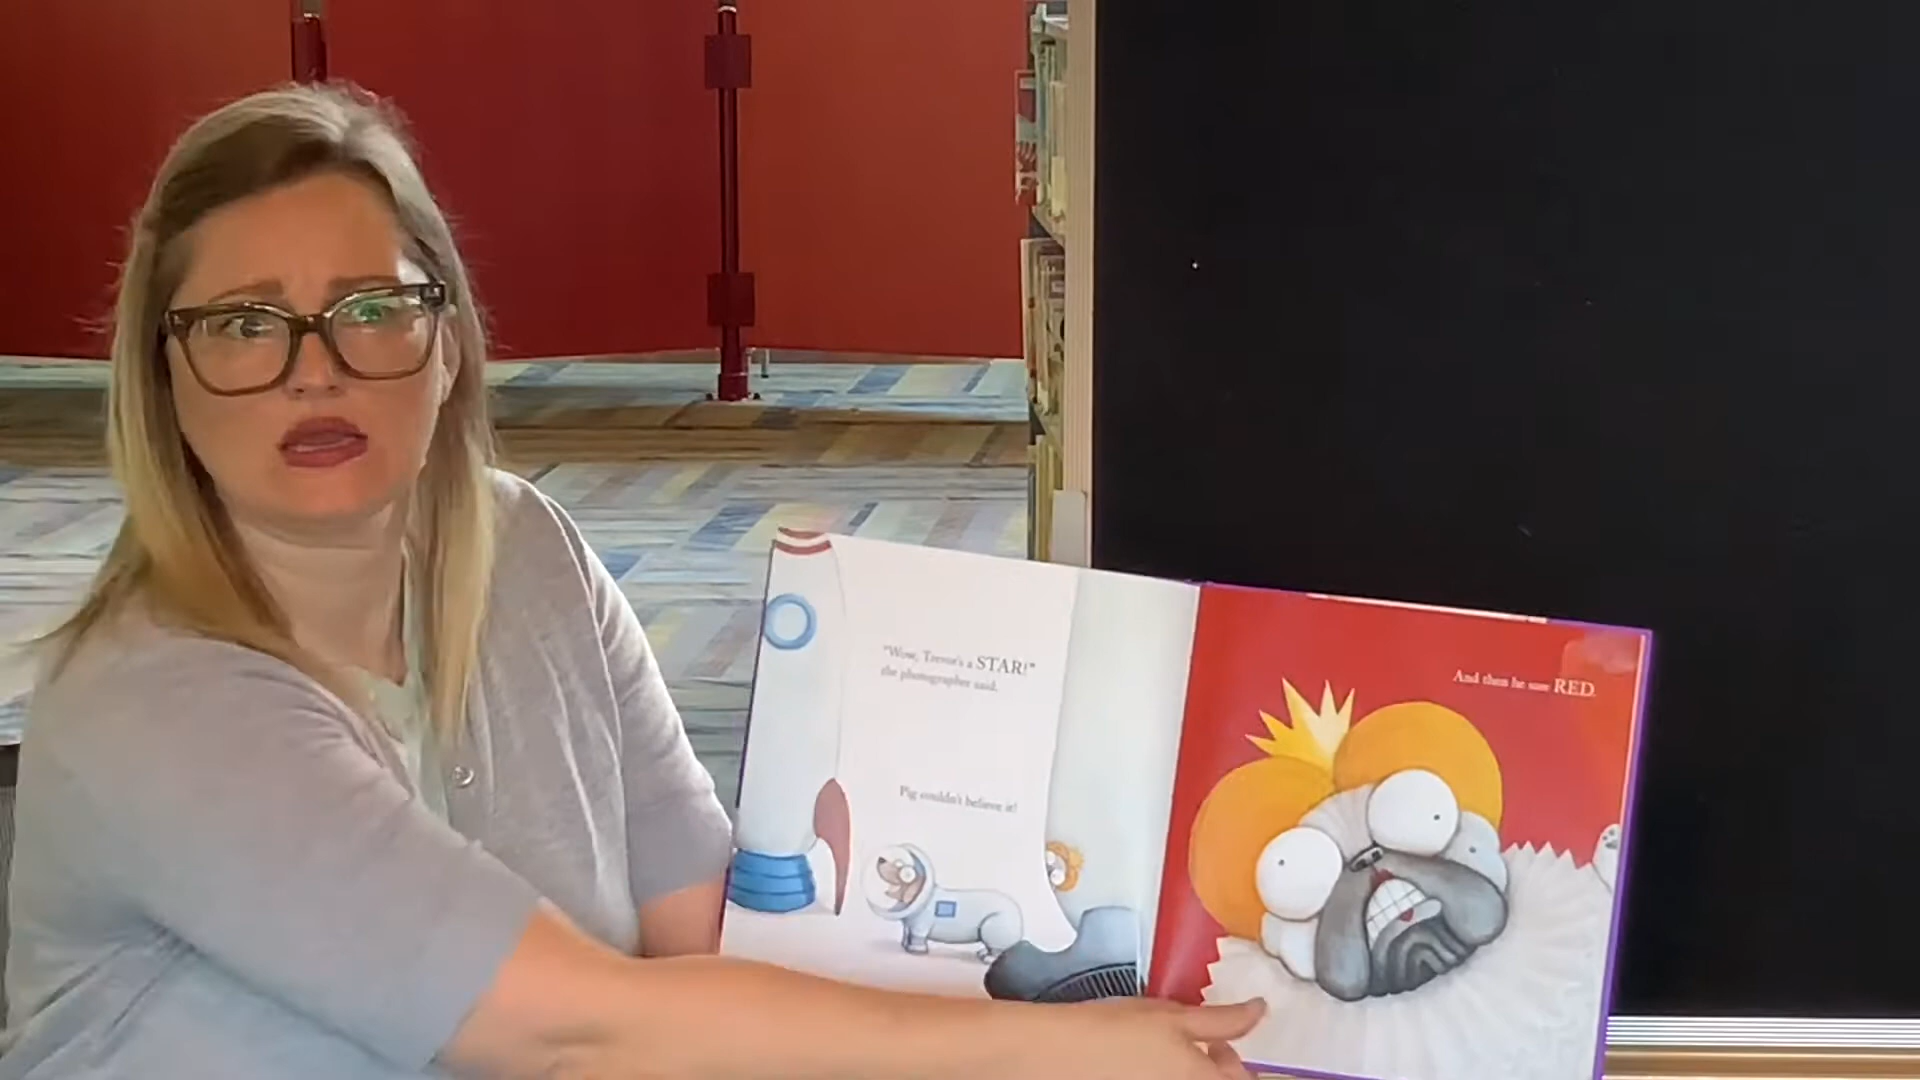 "Wow, Trevor's a STAR!"
the photographer said.
Pig couldn't believe it!
And then he saw RED.